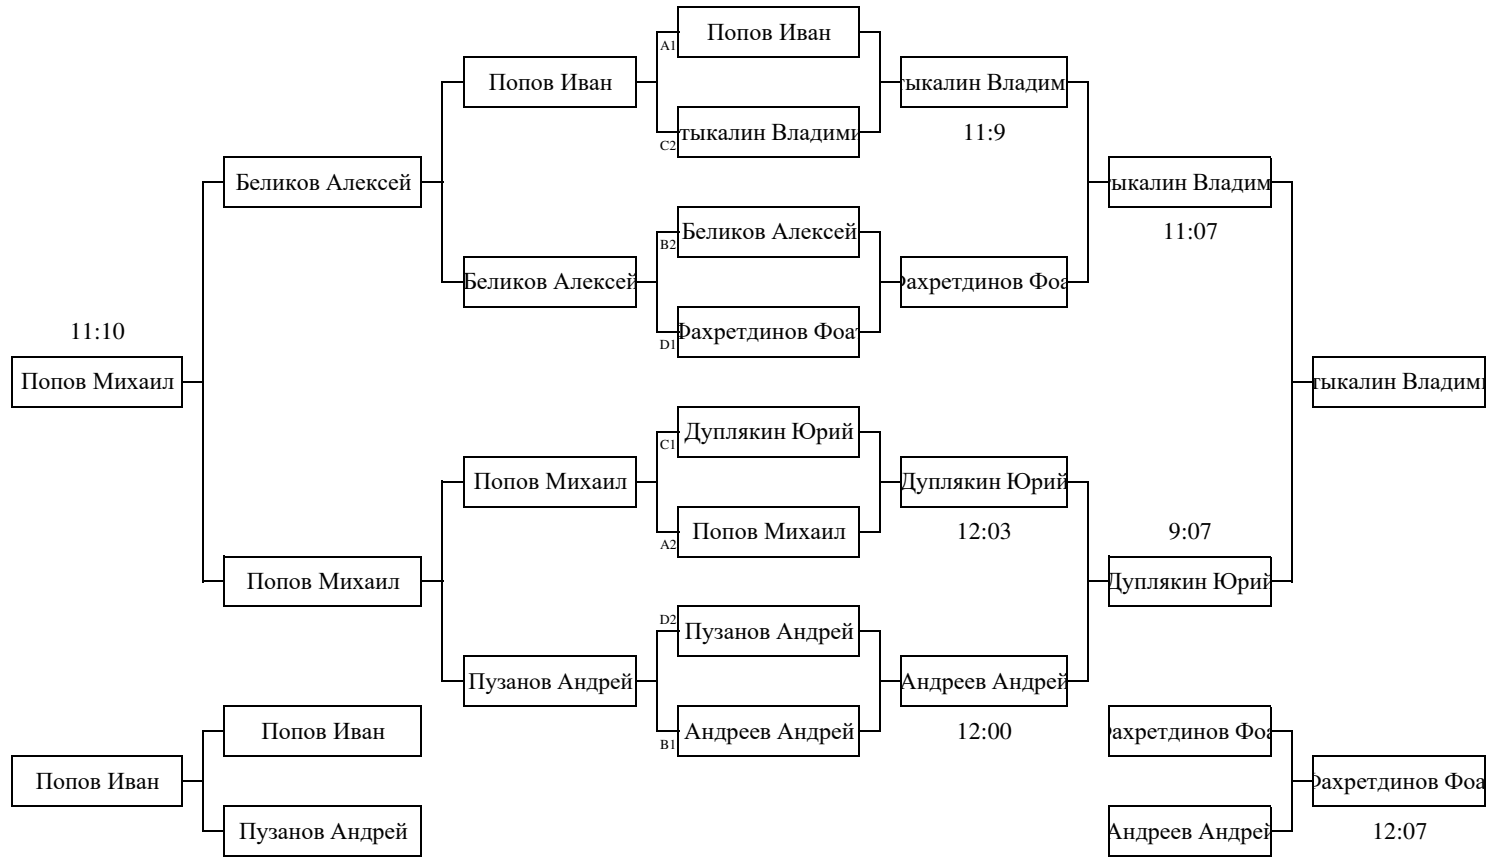 Попов Иван
A1
Попов Иван
ыкалин Владим
C2
тыкалин Владими
11:9
Беликов Алексей
ыкалин Владим
B2
Беликов Алексей
11:07
Беликов Алексей
Фахретдинов Фоа
11:10
D1
Фахретдинов Фоат
Попов Михаил
тыкалин Владими
C1
Дуплякин Юрий
Попов Михаил
Дуплякин Юрий
A2
Попов Михаил
12:03
9:07
Попов Михаил
Дуплякин Юрий
D2
Пузанов Андрей
Пузанов Андрей
Андреев Андрей
B1
Андреев Андрей
12:00
Попов Иван
Фахретдинов Фоа
Попов Иван
Фахретдинов Фоа
Пузанов Андрей
Андреев Андрей
12:07